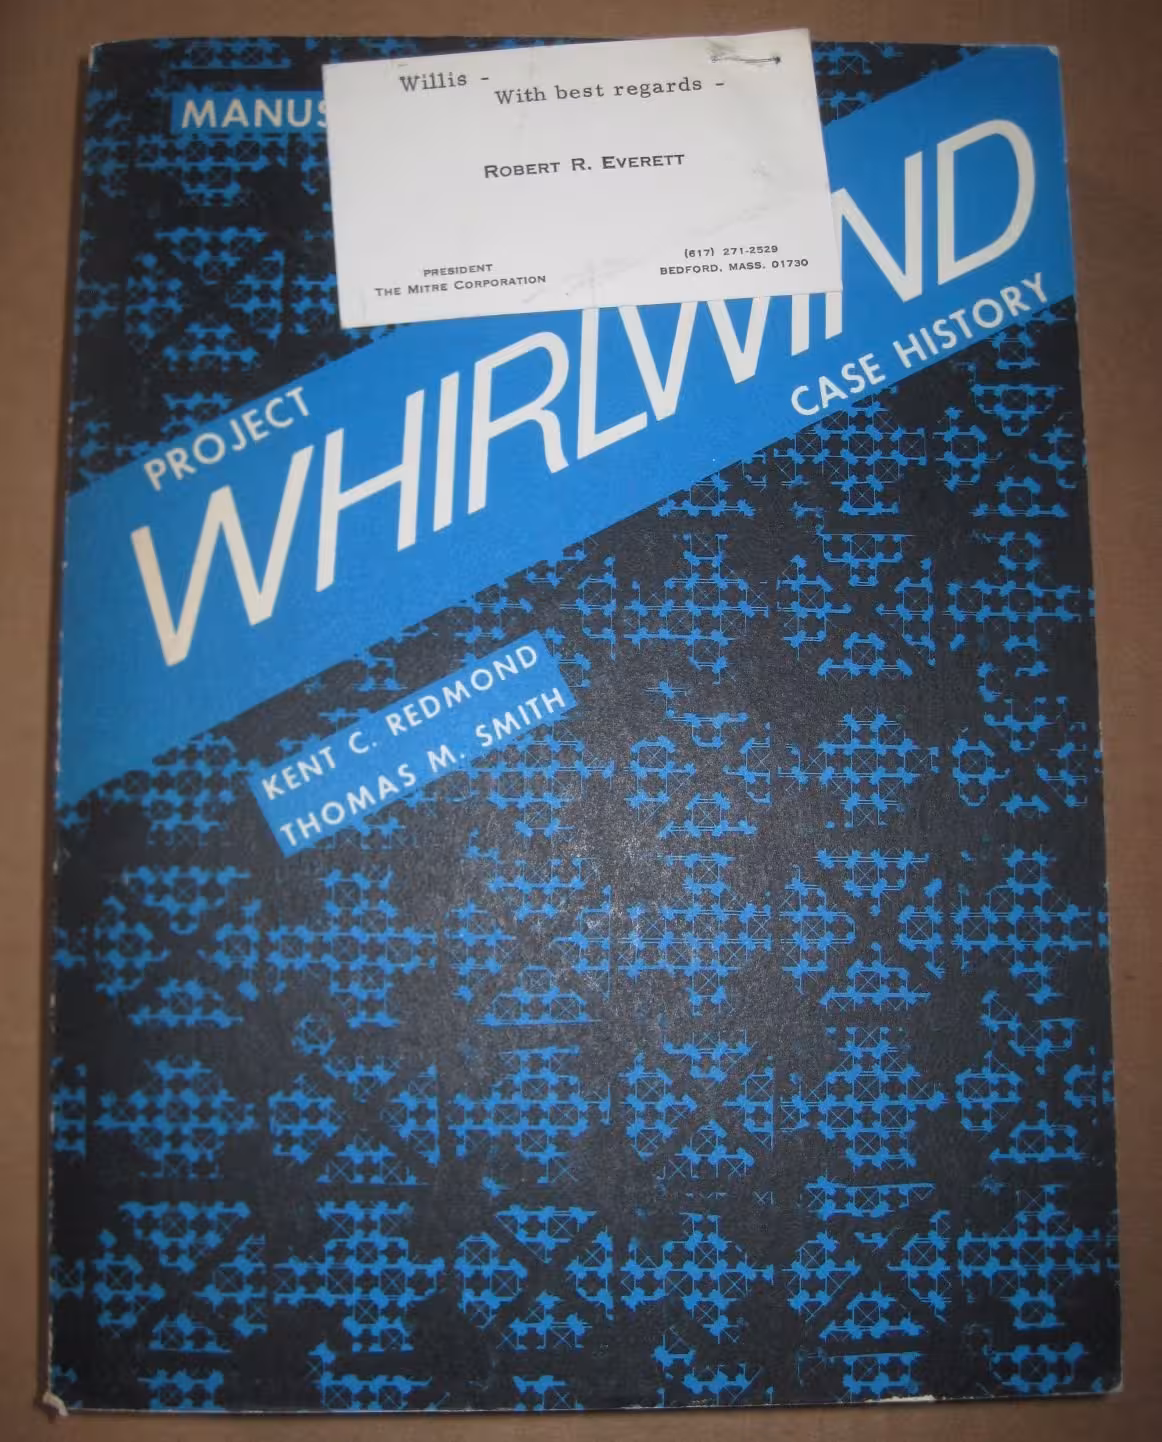 MANUS
Willis -
With best regards -
ROBERT R. EVERETT
PRESIDENT
THE MITRE CORPORATION
(617) 271-2529
BEDFORD, MASS. 01730
PROJECT
WHIRLWIND
CASE HISTORY
KENT C. REDMOND
THOMAS M. SMITH